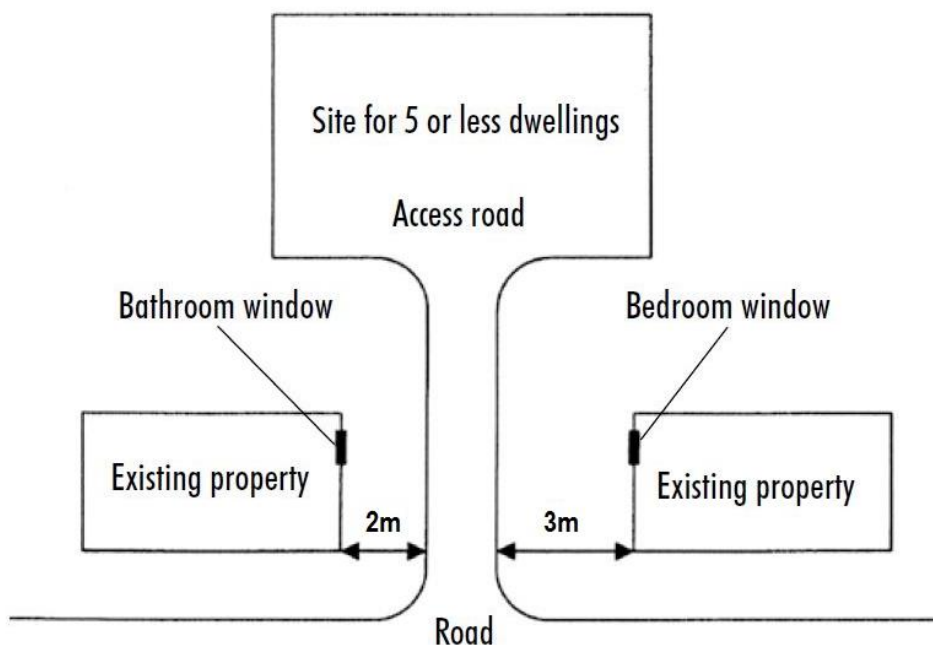 Site for 5 or less dwellings
Access road
Bathroom window
Bedroom window
Existing property
Existing property
2m
3m
Road